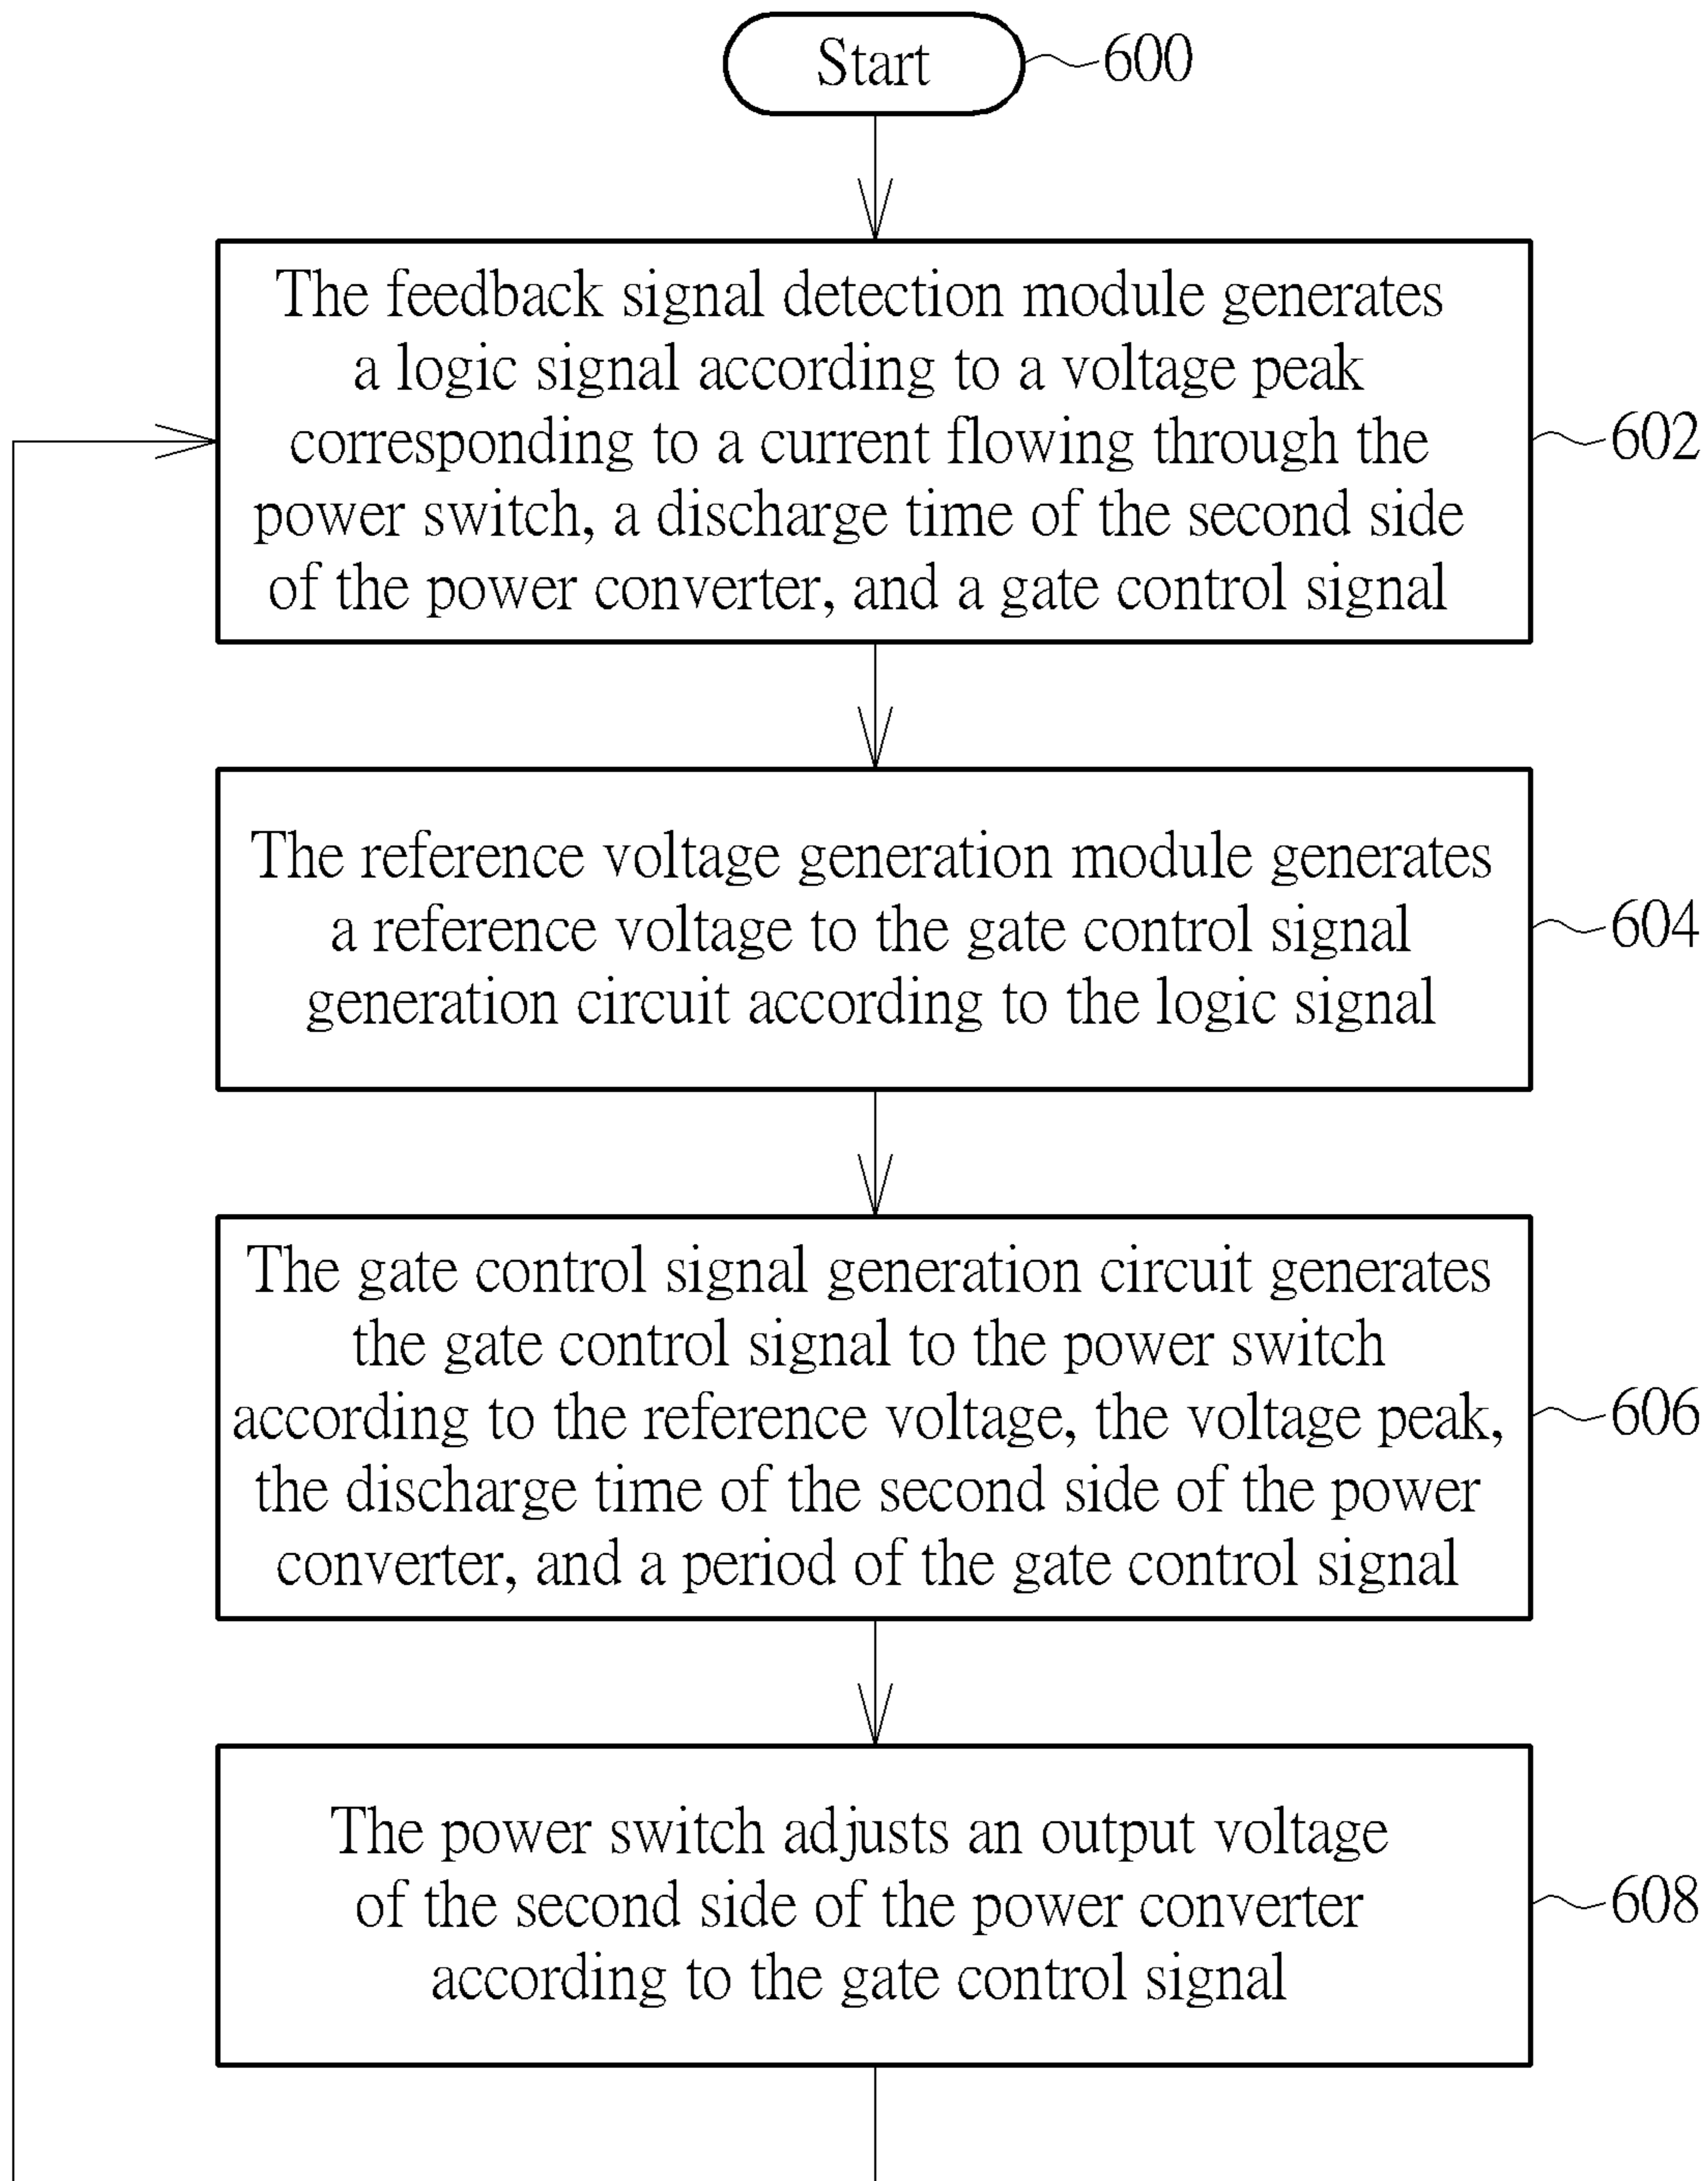 Start
600
The feedback signal detection module generates
a logic signal according to a voltage peak
corresponding to a current flowing through the
power switch, a discharge time of the second side
of the power converter, and a gate control signal
602
The reference voltage generation module generates
a reference voltage to the gate control signal
generation circuit according to the logic signal
604
The gate control signal generation circuit generates
the gate control signal to the power switch
according to the reference voltage, the voltage peak,
the discharge time of the second side of the power
converter, and a period of the gate control signal
606
The power switch adjusts an output voltage
of the second side of the power converter
according to the gate control signal
608